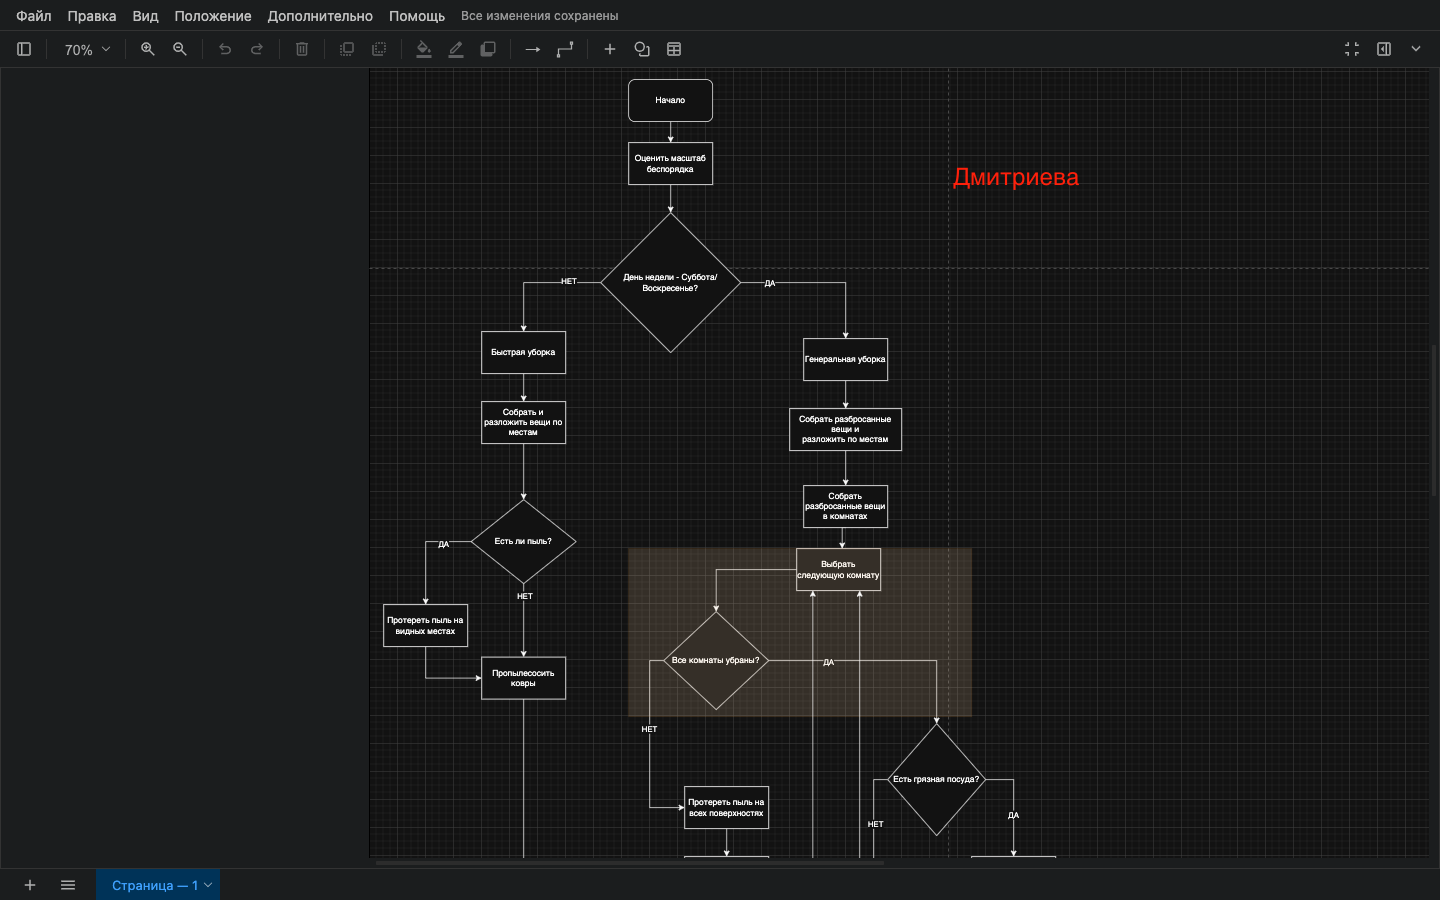 Файл Правка Вид Положение Дополнительно Помощь Все изменения сохранены
70%
Начало
Оценить масштаб
беспорядка
Дмитриева
День недели - Суббота/
Воскресенье?
НЕТ
ДА
Быстрая уборка
Генеральная уборка
Собрать и
разложить вещи по
местам
Собрать разбросанные
вещи и
разложить по местам
Собрать
разбросанные вещи
в комнатах
Есть ли пыль?
ДА
НЕТ
Выбрать
следующую комнату
Протереть пыль на
видных местах
Все комнаты убраны?
ДА
Пропылесосить
ковры
НЕТ
Есть грязная посуда?
Протереть пыль на
всех поверхностях
ДА
НЕТ
Страница — 1